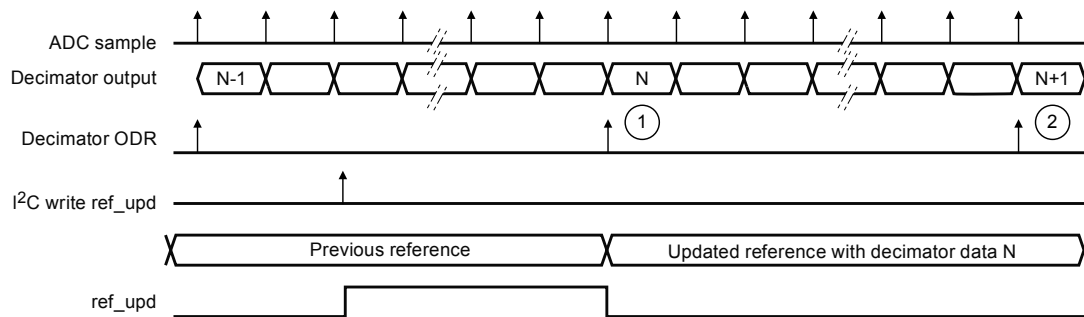 ADC sample
Decimator output N-1 N N+1
1 2
Decimator ODR
I²C write ref_upd
Previous reference Updated reference with decimator data N
ref_upd